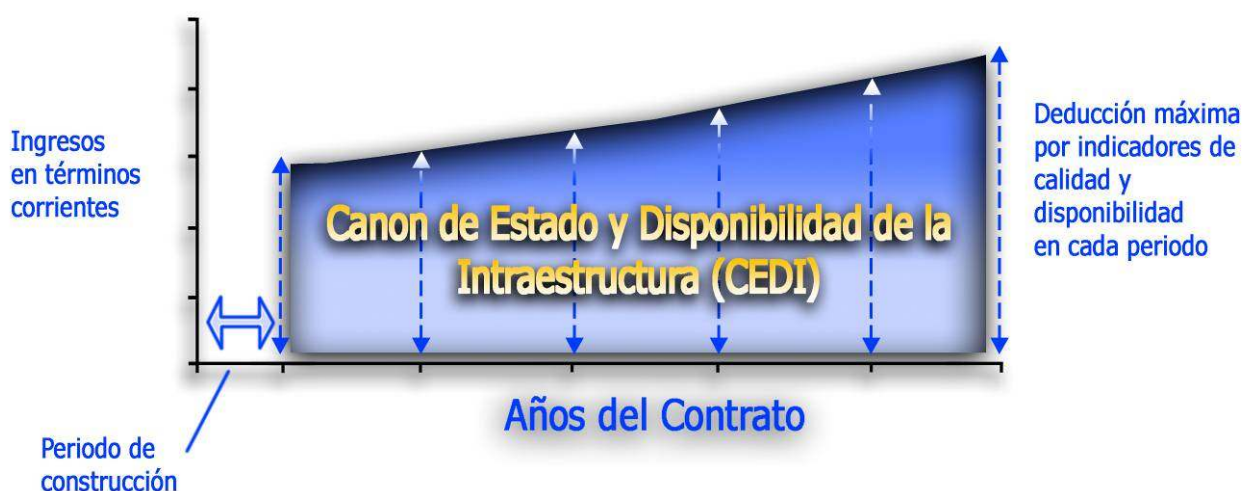 Ingresos
en términos
corrientes
Canon de Estado y Disponibilidad de la
Intraestructura (CEDI)
Deducción máxima
por indicadores de
calidad y
disponibilidad
en cada periodo
Años del Contrato
Periodo de
construcción